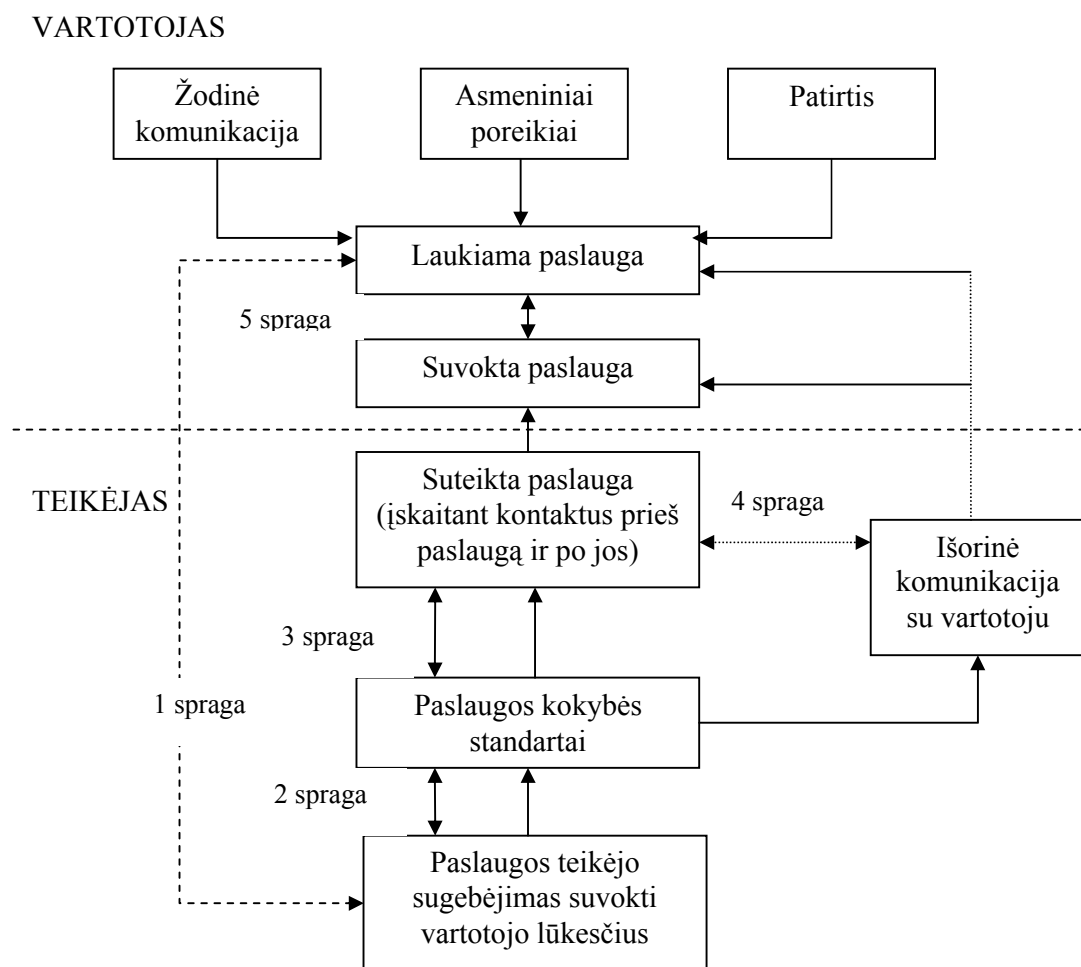 VARTOTOJAS
Žodinė
komunikacija
Asmeniniai
poreikiai
Patirtis
Laukiama paslauga
5 spraga
Suvokta paslauga
TEIKĖJAS
Suteikta paslauga
(įskaitant kontaktus prieš
paslaugą ir po jos)
4 spraga
Išorinė
komunikacija
su vartotoju
3 spraga
1 spraga
Paslaugos kokybės
standartai
2 spraga
Paslaugos teikėjo
sugebėjimas suvokti
vartotojo lūkesčius